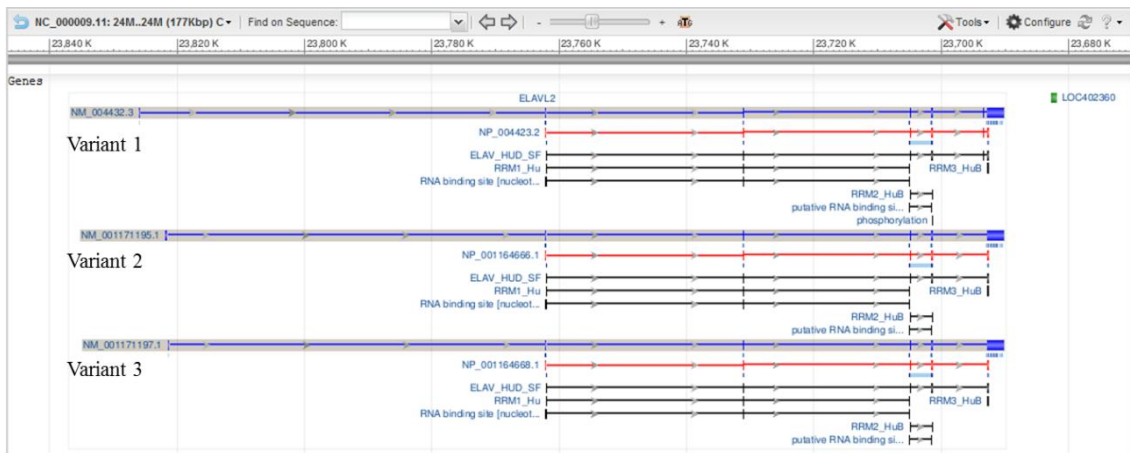 NC_000009.11: 24M..24M (177Kbp) C Find on Sequence: - + ATG Tools Configure ?
23,840 K 23,820 K 23,800 K 23,780 K 23,760 K 23,740 K 23,720 K 23,700 K 23,680 K
Genes
ELAVL2 LOC402360
NM_004432.3
Variant 1
NP_004423.2
ELAV_HUD_SF
RRM1_Hu RRM3_HuB
RNA binding site [nucleot...
RRM2_HuB
putative RNA binding si...
phosphorylation
NM_001171195.1
Variant 2
NP_001164666.1
ELAV_HUD_SF
RRM1_Hu RRM3_HuB
RNA binding site [nucleot...
RRM2_HuB
putative RNA binding si...
NM_001171197.1
Variant 3
NP_001164668.1
ELAV_HUD_SF
RRM1_Hu RRM3_HuB
RNA binding site [nucleot...
RRM2_HuB
putative RNA binding si...